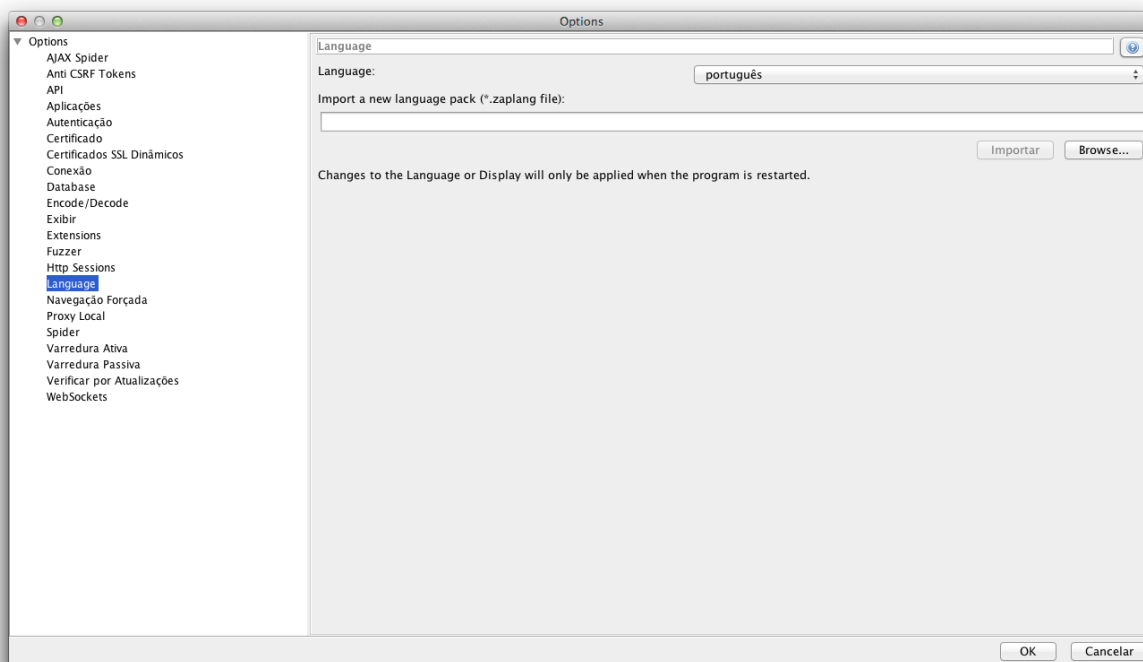 Options
Options
AJAX Spider
Anti CSRF Tokens
API
Aplicações
Autenticação
Certificado
Certificados SSL Dinâmicos
Conexão
Database
Encode/Decode
Exibir
Extensions
Fuzzer
Http Sessions
Language
Navegação Forçada
Proxy Local
Spider
Varredura Ativa
Varredura Passiva
Verificar por Atualizações
WebSockets
Language
Language: português
Import a new language pack (*.zaplang file):
Importar Browse...
Changes to the Language or Display will only be applied when the program is restarted.
OK Cancelar